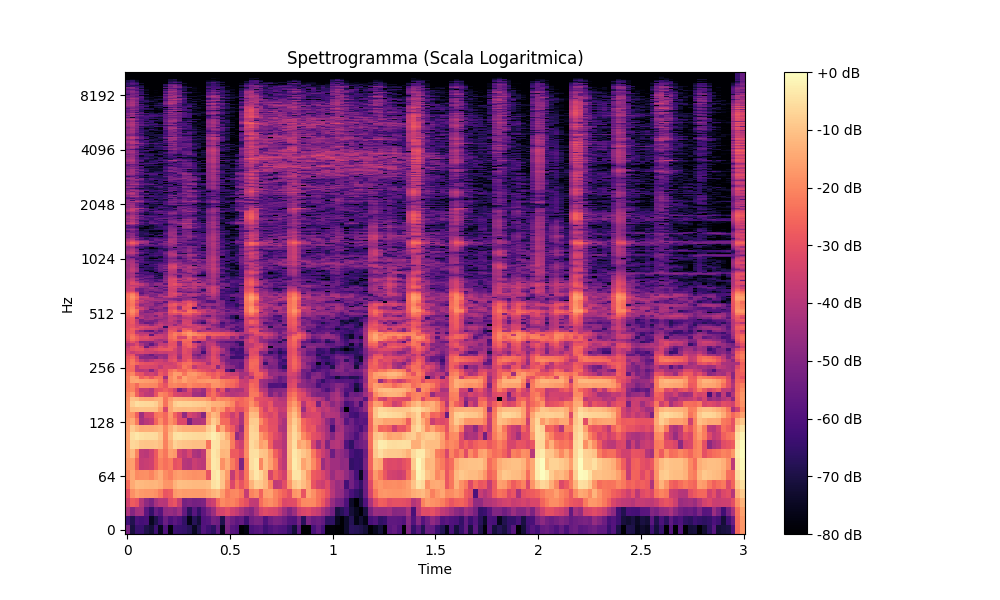 Spettrogramma (Scala Logaritmica)
Hz
8192
4096
2048
1024
512
256
128
64
0
0 0.5 1 1.5 2 2.5 3
Time
+0 dB
-10 dB
-20 dB
-30 dB
-40 dB
-50 dB
-60 dB
-70 dB
-80 dB